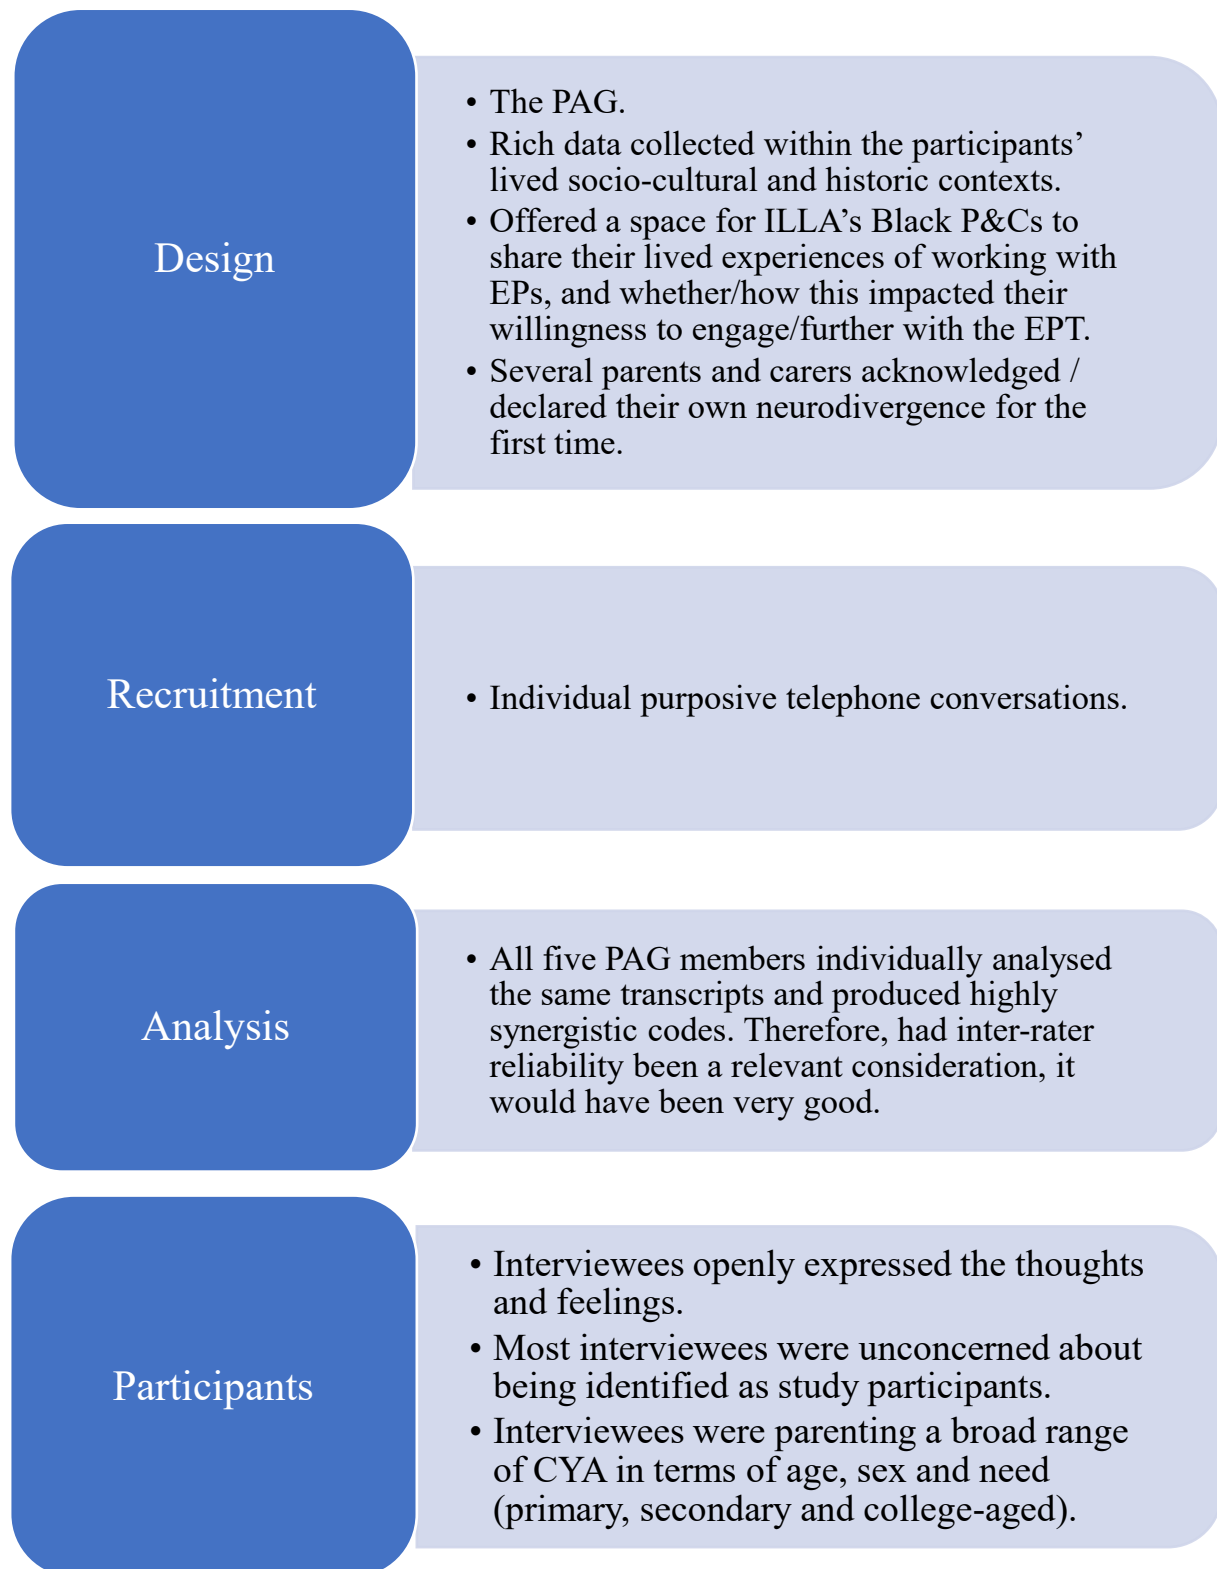 Design
• The PAG.
• Rich data collected within the participants’
lived socio-cultural and historic contexts.
• Offered a space for ILLA’s Black P&Cs to
share their lived experiences of working with
EPs, and whether/how this impacted their
willingness to engage/further with the EPT.
• Several parents and carers acknowledged /
declared their own neurodivergence for the
first time.
Recruitment
• Individual purposive telephone conversations.
Analysis
• All five PAG members individually analysed
the same transcripts and produced highly
synergistic codes. Therefore, had inter-rater
reliability been a relevant consideration, it
would have been very good.
Participants
• Interviewees openly expressed the thoughts
and feelings.
• Most interviewees were unconcerned about
being identified as study participants.
• Interviewees were parenting a broad range
of CYA in terms of age, sex and need
(primary, secondary and college-aged).